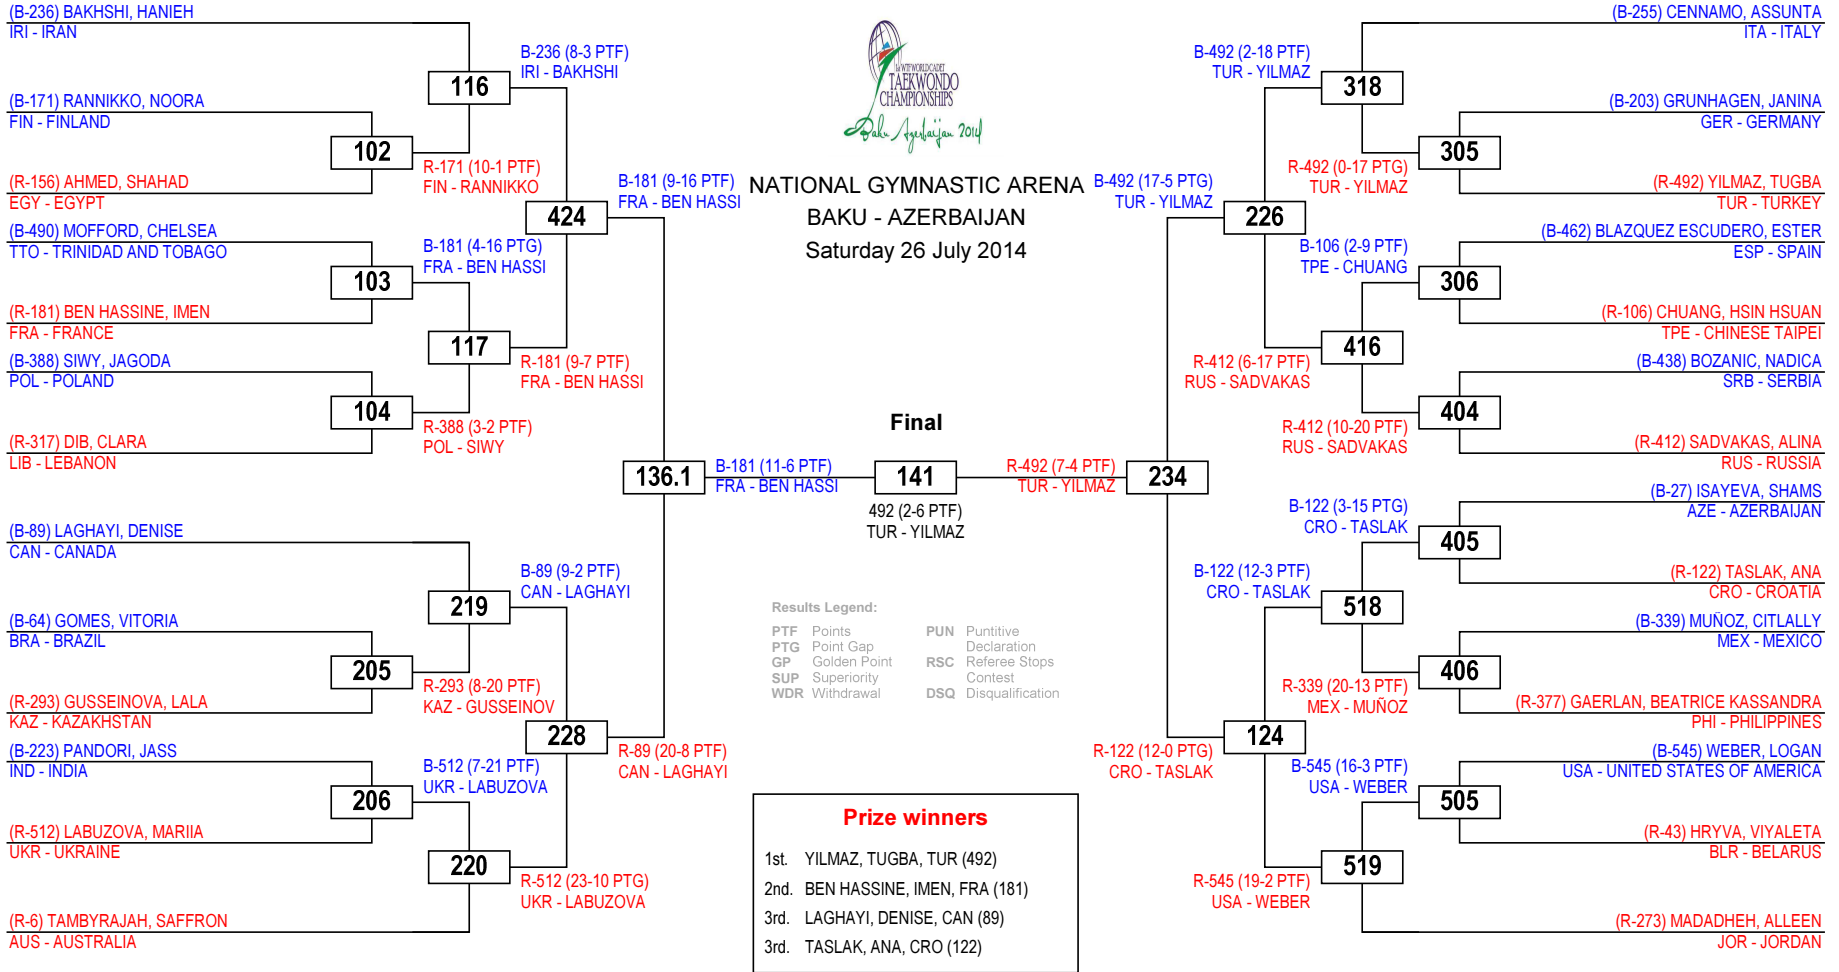 (B-236) BAKHSHI, HANIEH
IRI - IRAN
(B-171) RANNIKKO, NOORA
FIN - FINLAND
(R-156) AHMED, SHAHAD
EGY - EGYPT
(B-490) MOFFORD, CHELSEA
TTO - TRINIDAD AND TOBAGO
(R-181) BEN HASSINE, IMEN
FRA - FRANCE
(B-388) SIWY, JAGODA
POL - POLAND
(R-317) DIB, CLARA
LIB - LEBANON
(B-89) LAGHAYI, DENISE
CAN - CANADA
(B-64) GOMES, VITORIA
BRA - BRAZIL
(R-293) GUSSEINOVA, LALA
KAZ - KAZAKHSTAN
(B-223) PANDORI, JASS
IND - INDIA
(R-512) LABUZOVA, MARIIA
UKR - UKRAINE
(R-6) TAMBYRAJAH, SAFFRON
AUS - AUSTRALIA
102
103
104
205
206
R-171 (10-1 PTF)
FIN - RANNIKKO
B-181 (4-16 PTG)
FRA - BEN HASSI
R-388 (3-2 PTF)
POL - SIWY
R-293 (8-20 PTF)
KAZ - GUSSEINOV
B-512 (7-21 PTF)
UKR - LABUZOVA
116
117
219
220
B-236 (8-3 PTF)
IRI - BAKHSHI
R-181 (9-7 PTF)
FRA - BEN HASSI
B-89 (9-2 PTF)
CAN - LAGHAYI
R-512 (23-10 PTG)
UKR - LABUZOVA
424
228
B-181 (9-16 PTF)
FRA - BEN HASSI
R-89 (20-8 PTF)
CAN - LAGHAYI
136.1
B-181 (11-6 PTF)
FRA - BEN HASSI
1st WTF WORLD CADET
TAEKWONDO
CHAMPIONSHIPS
Baku Azerbaijan 2014
NATIONAL GYMNASTIC ARENA
BAKU - AZERBAIJAN
Saturday 26 July 2014
Final
141
492 (2-6 PTF)
TUR - YILMAZ
Results Legend:
PTF Points
PTG Point Gap
GP Golden Point
SUP Superiority
WDR Withdrawal
PUN Puntitive
Declaration
RSC Referee Stops
Contest
DSQ Disqualification
Prize winners
1st. YILMAZ, TUGBA, TUR (492)
2nd. BEN HASSINE, IMEN, FRA (181)
3rd. LAGHAYI, DENISE, CAN (89)
3rd. TASLAK, ANA, CRO (122)
R-492 (7-4 PTF)
TUR - YILMAZ
234
B-492 (17-5 PTG)
TUR - YILMAZ
R-122 (12-0 PTG)
CRO - TASLAK
226
124
B-492 (2-18 PTF)
TUR - YILMAZ
R-412 (6-17 PTF)
RUS - SADVAKAS
B-122 (12-3 PTF)
CRO - TASLAK
R-545 (19-2 PTF)
USA - WEBER
318
416
518
519
R-492 (0-17 PTG)
TUR - YILMAZ
B-106 (2-9 PTF)
TPE - CHUANG
R-412 (10-20 PTF)
RUS - SADVAKAS
B-122 (3-15 PTG)
CRO - TASLAK
R-339 (20-13 PTF)
MEX - MUÑOZ
B-545 (16-3 PTF)
USA - WEBER
305
306
404
405
406
505
(B-255) CENNAMO, ASSUNTA
ITA - ITALY
(B-203) GRUNHAGEN, JANINA
GER - GERMANY
(R-492) YILMAZ, TUGBA
TUR - TURKEY
(B-462) BLAZQUEZ ESCUDERO, ESTER
ESP - SPAIN
(R-106) CHUANG, HSIN HSUAN
TPE - CHINESE TAIPEI
(B-438) BOZANIC, NADICA
SRB - SERBIA
(R-412) SADVAKAS, ALINA
RUS - RUSSIA
(B-27) ISAYEVA, SHAMS
AZE - AZERBAIJAN
(R-122) TASLAK, ANA
CRO - CROATIA
(B-339) MUÑOZ, CITLALLY
MEX - MEXICO
(R-377) GAERLAN, BEATRICE KASSANDRA
PHI - PHILIPPINES
(B-545) WEBER, LOGAN
USA - UNITED STATES OF AMERICA
(R-43) HRYVA, VIYALETA
BLR - BELARUS
(R-273) MADADHEH, ALLEEN
JOR - JORDAN